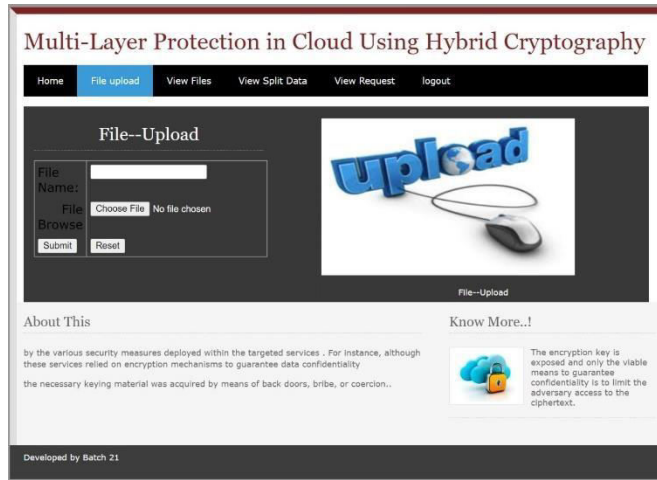 Multi-Layer Protection in Cloud Using Hybrid Cryptography
Home File upload View Files View Split Data View Request logout
File--Upload
File Name:
File Browse
Choose File No file chosen
Submit Reset
upload
File--Upload
About This
by the various security measures deployed within the targeted services . For instance, although
these services relied on encryption mechanisms to guarantee data confidentiality
the necessary keying material was acquired by means of back doors, bribe, or coercion..
Know More..!
The encryption key is
exposed and only the viable
means to guarantee
confidentiality is to limit the
adversary access to the
ciphertext.
Developed by Batch 21